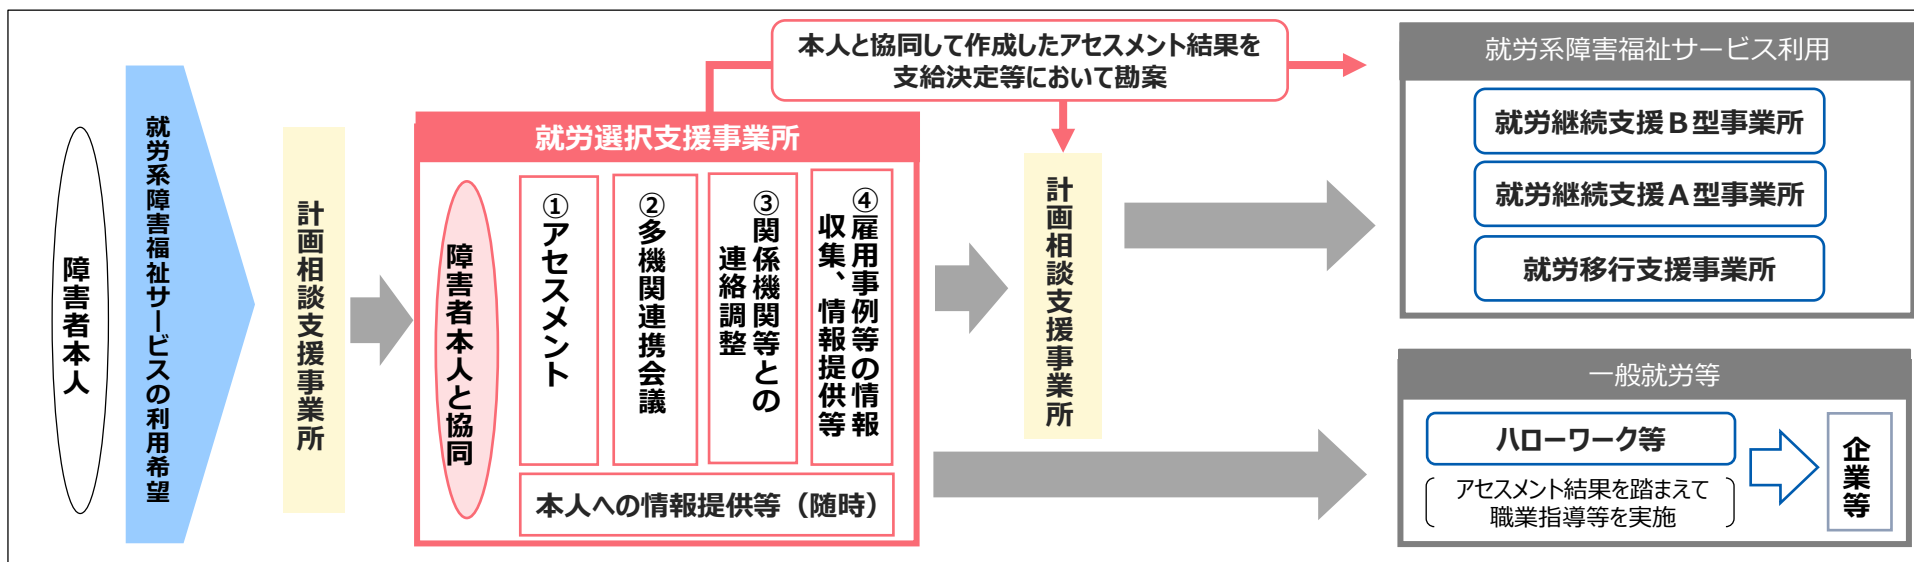 障害者本人
就労系障害福祉サービスの利用希望
計画相談支援事業所
就労選択支援事業所
障害者本人と協同
①アセスメント
②多機関連携会議
③関係機関等との
連絡調整
④雇用事例等の情報
収集、情報提供等
本人への情報提供等（随時）
本人と協同して作成したアセスメント結果を
支給決定等において勘案
計画相談支援事業所
就労系障害福祉サービス利用
就労継続支援Ｂ型事業所
就労継続支援Ａ型事業所
就労移行支援事業所
一般就労等
ハローワーク等
アセスメント結果を踏まえて
職業指導等を実施
企業等